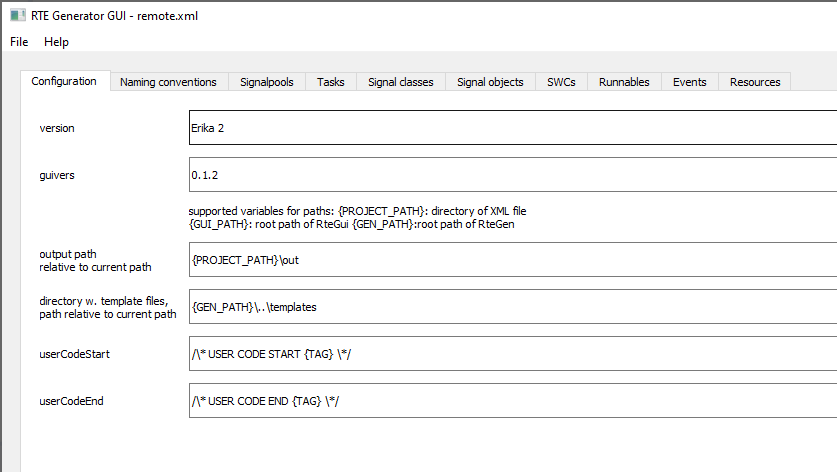 RTE Generator GUI - remote.xml
File Help
Configuration Naming conventions Signalpools Tasks Signal classes Signal objects SWCs Runnables Events Resources
version Erika 2
guivers 0.1.2
supported variables for paths: {PROJECT_PATH}: directory of XML file
{GUI_PATH}: root path of RteGui {GEN_PATH}:root path of RteGen
output path
relative to current path
{PROJECT_PATH}\out
directory w. template files,
path relative to current path
{GEN_PATH}\..\templates
userCodeStart /\* USER CODE START {TAG} \*/
userCodeEnd /\* USER CODE END {TAG} \*/